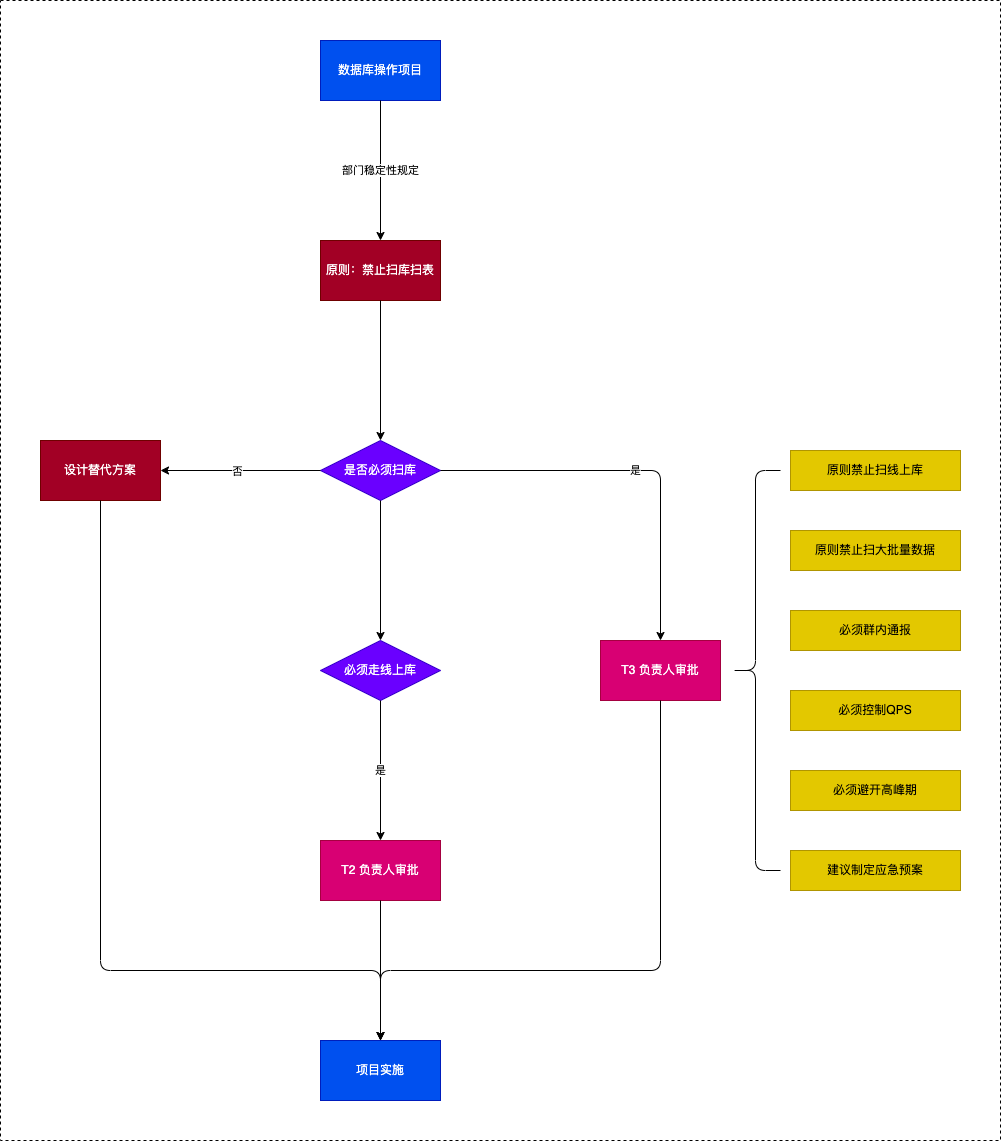 数据库操作项目
部门稳定性规定
原则：禁止扫库扫表
设计替代方案
否
是否必须扫库
是
原则禁止扫线上库
原则禁止扫大批量数据
必须群内通报
必须走线上库
T3 负责人审批
必须控制QPS
是
必须避开高峰期
T2 负责人审批
建议制定应急预案
项目实施